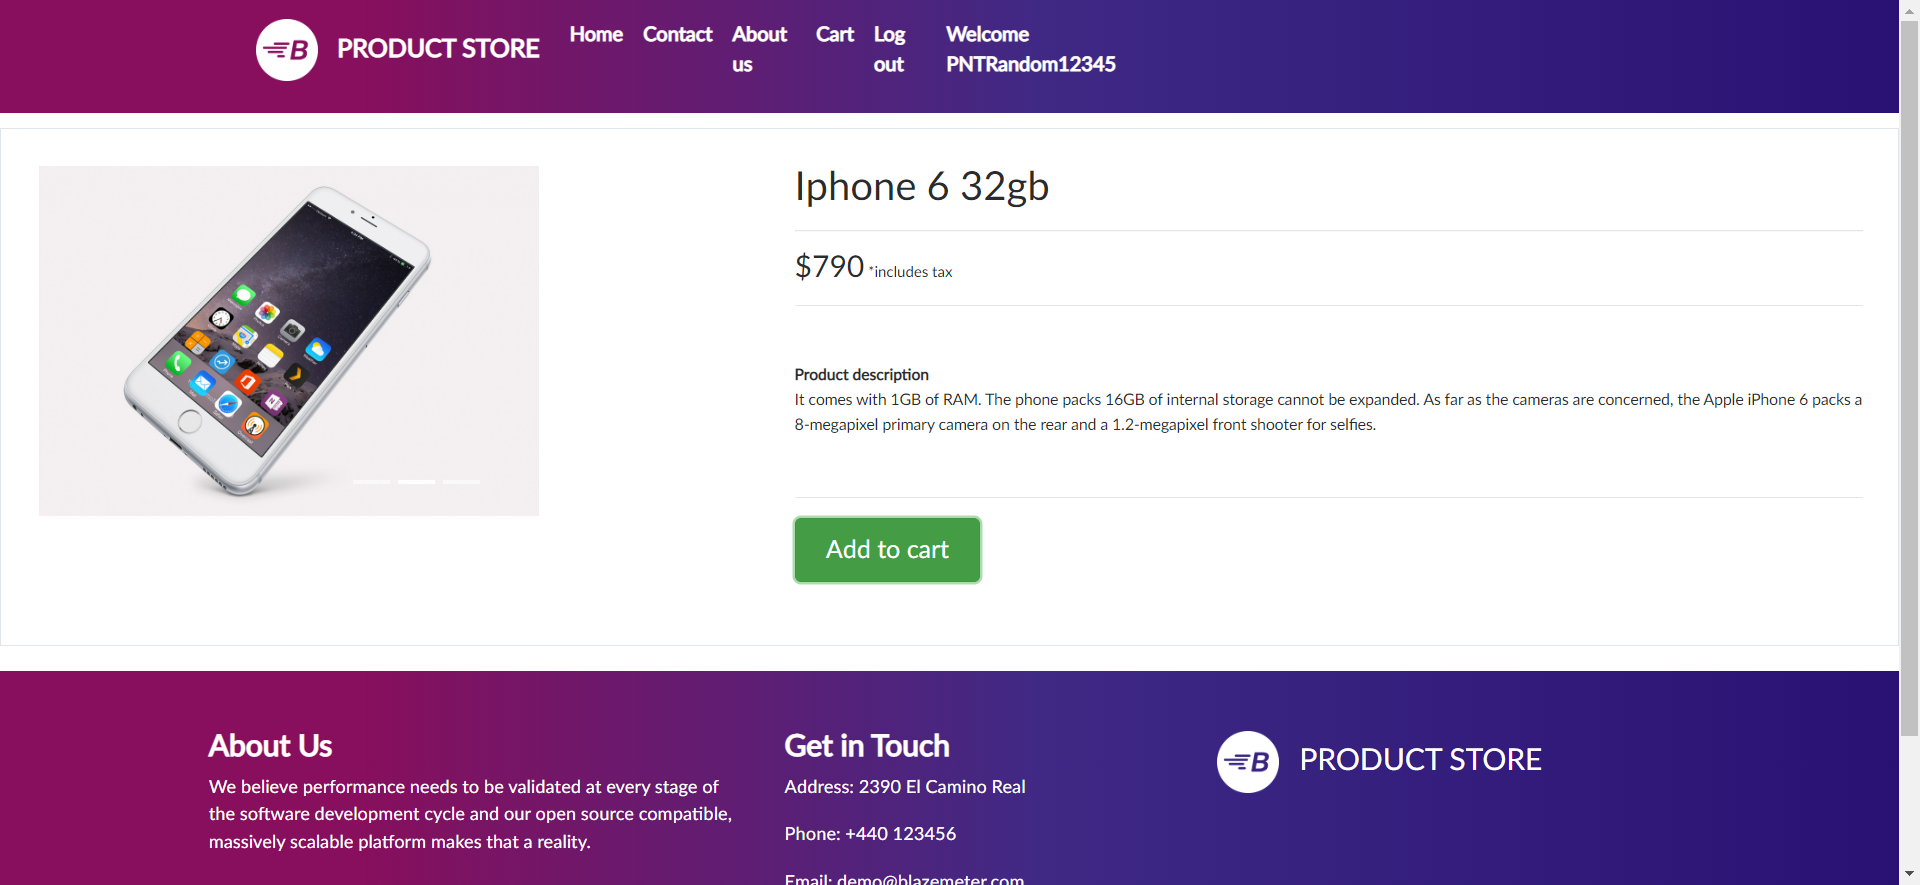 B PRODUCT STORE Home Contact About us Cart Log out Welcome PNTRandom12345
Iphone 6 32gb
$790 *includes tax
Product description
It comes with 1GB of RAM. The phone packs 16GB of internal storage cannot be expanded. As far as the cameras are concerned, the Apple iPhone 6 packs a
8-megapixel primary camera on the rear and a 1.2-megapixel front shooter for selfies.
Add to cart
About Us
We believe performance needs to be validated at every stage of
the software development cycle and our open source compatible,
massively scalable platform makes that a reality.
Get in Touch
Address: 2390 El Camino Real
Phone: +440 123456
Email: demo@blazemeter.com
B PRODUCT STORE